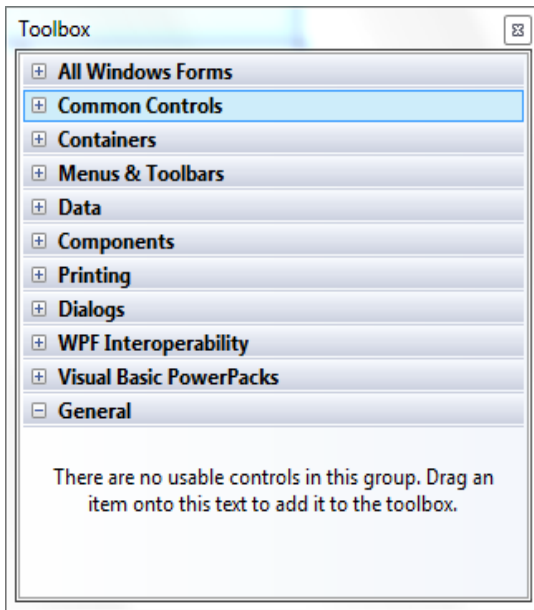 Toolbox
All Windows Forms
Common Controls
Containers
Menus & Toolbars
Data
Components
Printing
Dialogs
WPF Interoperability
Visual Basic PowerPacks
General
There are no usable controls in this group. Drag an
item onto this text to add it to the toolbox.